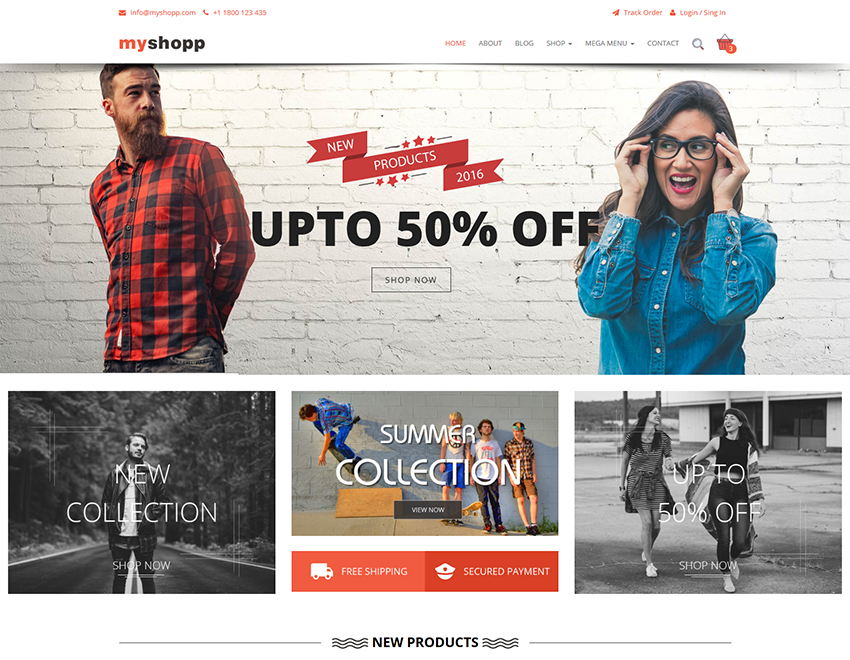 info@myshopp.com +1 1800 123 435 Track Order Login / Sing In
myshopp HOME ABOUT BLOG SHOP MEGA MENU CONTACT 3
NEW
PRODUCTS
2016
UPTO 50% OFF
SHOP NOW
NEW
COLLECTION
SHOP NOW
SUMMER
COLLECTION
VIEW NOW
FREE SHIPPING SECURED PAYMENT
UP TO
50% OFF
SHOP NOW
NEW PRODUCTS